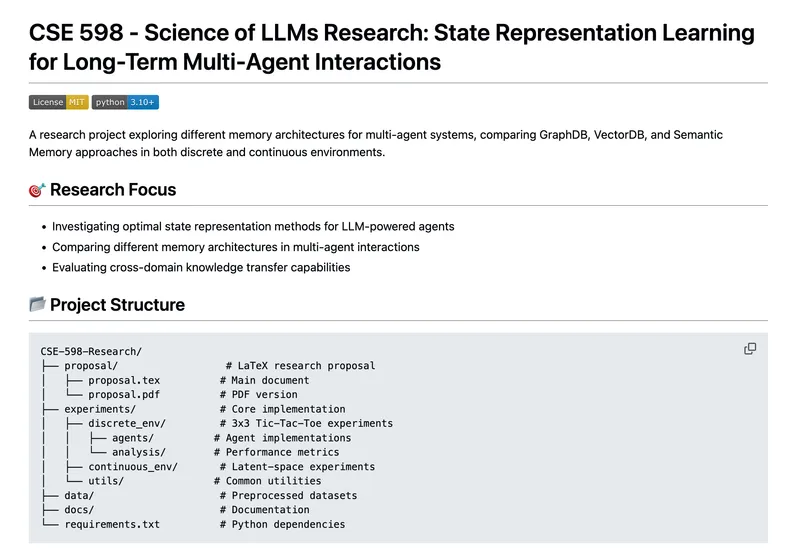 CSE 598 - Science of LLMs Research: State Representation Learning
for Long-Term Multi-Agent Interactions
License MIT python 3.10+
A research project exploring different memory architectures for multi-agent systems, comparing GraphDB, VectorDB, and Semantic
Memory approaches in both discrete and continuous environments.
🎯 Research Focus
• Investigating optimal state representation methods for LLM-powered agents
• Comparing different memory architectures in multi-agent interactions
• Evaluating cross-domain knowledge transfer capabilities
📂 Project Structure
CSE-598-Research/
├── proposal/                  # LaTeX research proposal
│   ├── proposal.tex          # Main document
│   └── proposal.pdf          # PDF version
├── experiments/              # Core implementation
│   ├── discrete_env/         # 3x3 Tic-Tac-Toe experiments
│   │   ├── agents/          # Agent implementations
│   │   └── analysis/        # Performance metrics
│   ├── continuous_env/       # Latent-space experiments
│   └── utils/               # Common utilities
├── data/                     # Preprocessed datasets
├── docs/                     # Documentation
└── requirements.txt          # Python dependencies